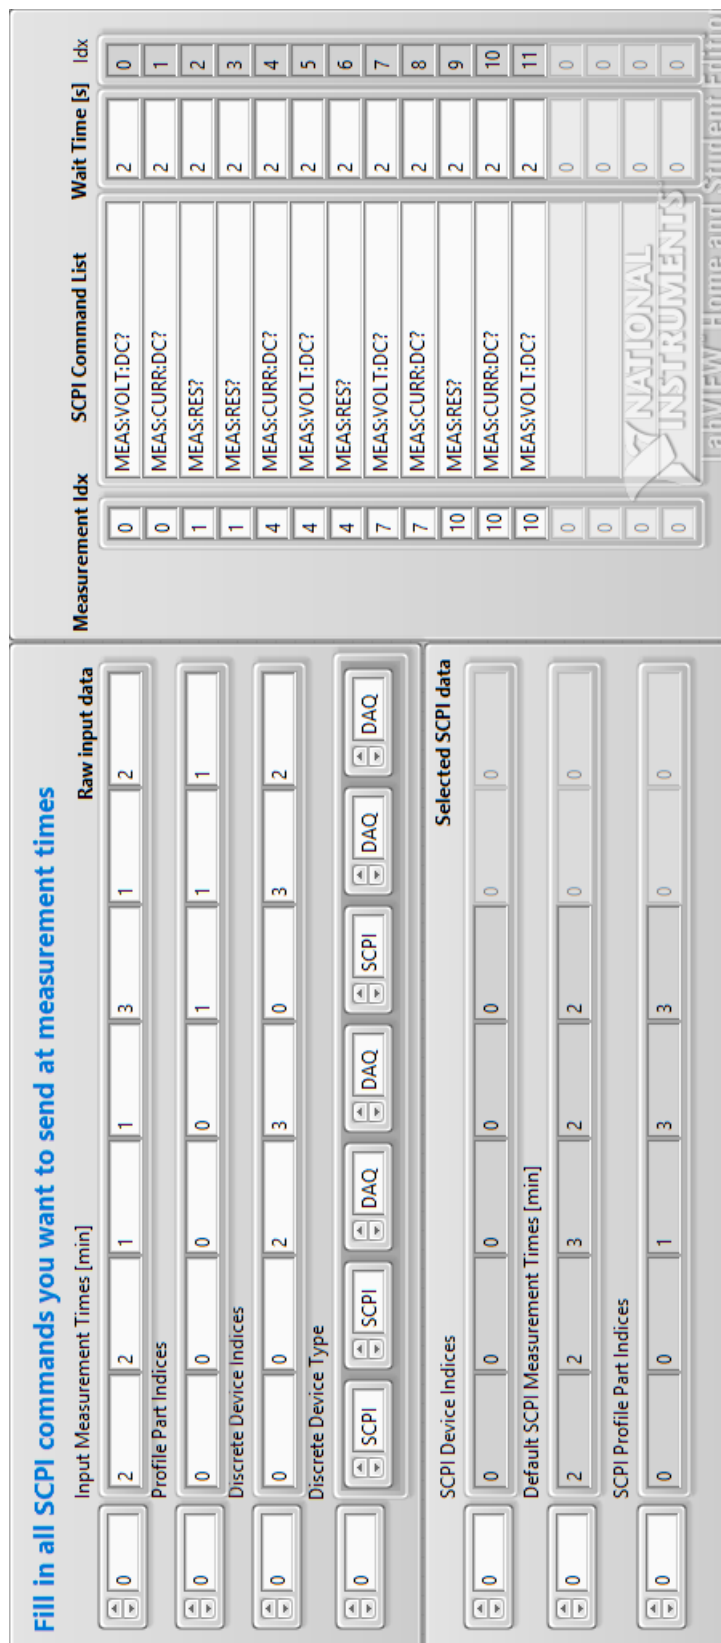 Fill in all SCPI commands you want to send at measurement times
Raw input data
Input Measurement Times [min]
0 2 2 1 1 3 1 2
Profile Part Indices
0 0 0 0 0 1 1 1
Discrete Device Indices
0 0 0 2 3 0 3 2
Discrete Device Type
0 SCPI SCPI DAQ DAQ SCPI DAQ DAQ
Selected SCPI data
SCPI Device Indices
0 0 0 0 0 0 0 0
Default SCPI Measurement Times [min]
0 2 2 3 2 2 0 0
SCPI Profile Part Indices
0 0 0 1 3 3 0 0
Measurement Idx SCPI Command List Wait Time [s] Idx
0 MEAS:VOLT:DC? 2 0
0 MEAS:CURR:DC? 2 1
1 MEAS:RES? 2 2
1 MEAS:RES? 2 3
4 MEAS:CURR:DC? 2 4
4 MEAS:VOLT:DC? 2 5
4 MEAS:RES? 2 6
7 MEAS:VOLT:DC? 2 7
7 MEAS:CURR:DC? 2 8
10 MEAS:RES? 2 9
10 MEAS:CURR:DC? 2 10
10 MEAS:VOLT:DC? 2 11
0 0 0
0 0 0
0 0 0
0 0 0
NATIONAL
INSTRUMENTS
LabVIEW™ Home and Student Edition